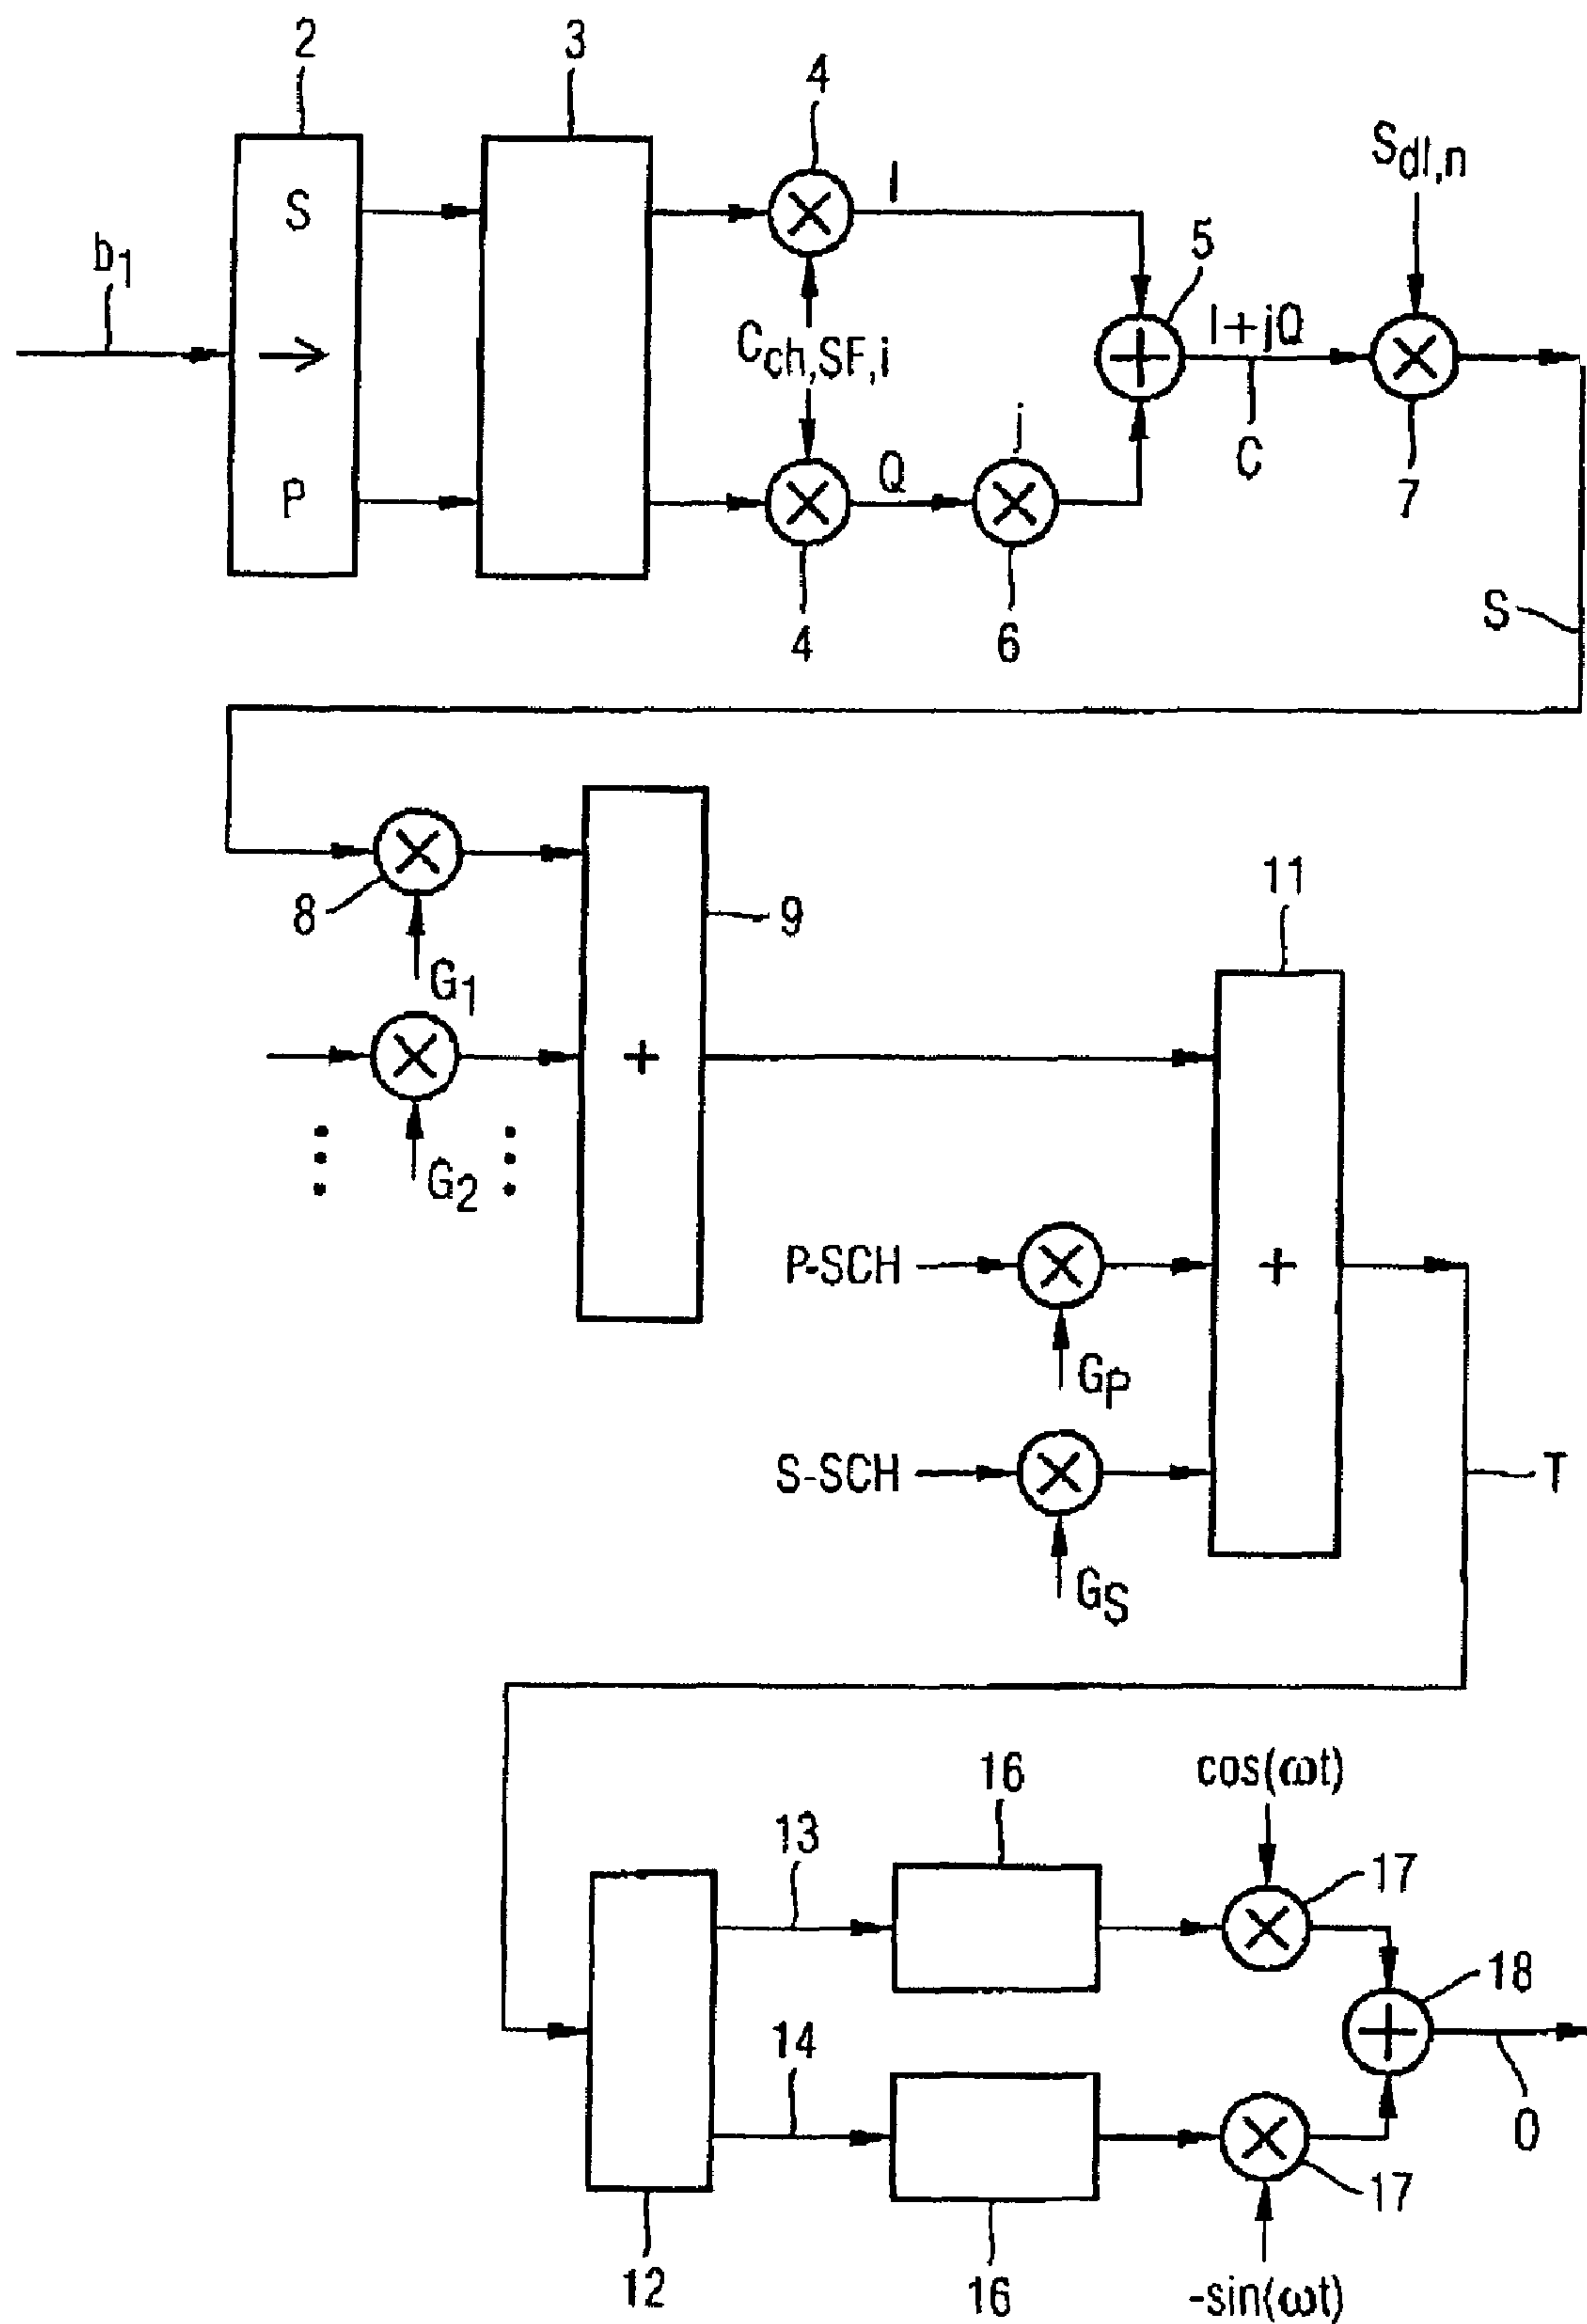 2
3
4
S
b1
I
Sdl,n
5
Cch,SF,i
I+jQ
C
7
P
Q
j
4
6
S
8
G1
9
11
+
G2
P-SCH
+
GP
S-SCH
T
GS
cos(ωt)
16
13
17
18
14
O
17
12
16
-sin(ωt)